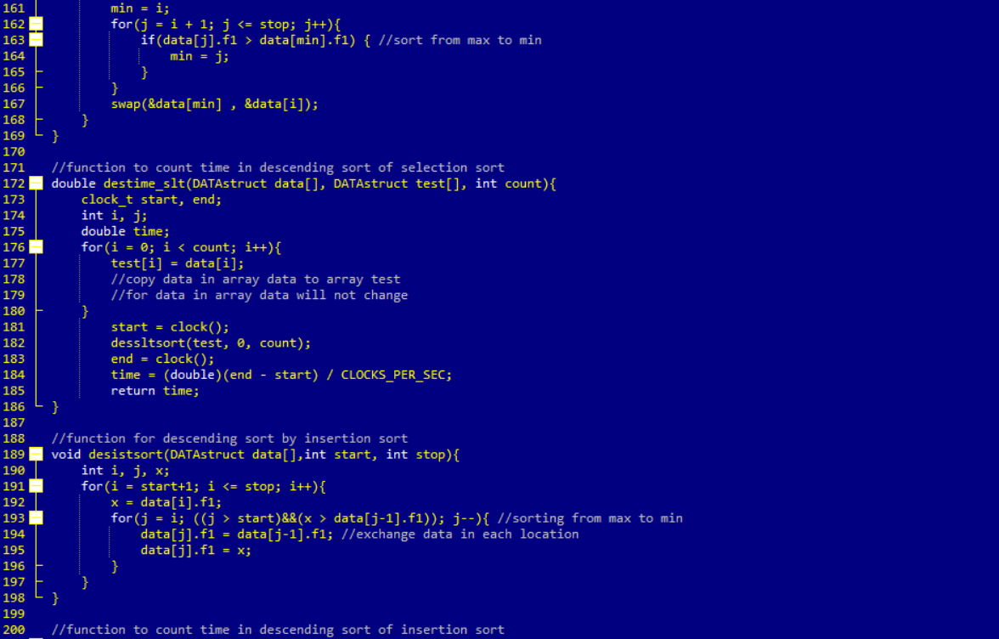 161 min = i;
162 for(j = i + 1; j <= stop; j++){
163 if(data[j].f1 > data[min].f1) { //sort from max to min
164 min = j;
165 }
166 }
167 swap(&data[min] , &data[i]);
168 }
169 }
170
171 //function to count time in descending sort of selection sort
172 double destime_slt(DATAstruct data[], DATAstruct test[], int count){
173 clock_t start, end;
174 int i, j;
175 double time;
176 for(i = 0; i < count; i++){
177 test[i] = data[i];
178 //copy data in array data to array test
179 //for data in array data will not change
180 }
181 start = clock();
182 dessltsort(test, 0, count);
183 end = clock();
184 time = (double)(end - start) / CLOCKS_PER_SEC;
185 return time;
186 }
187
188 //function for descending sort by insertion sort
189 void desistsort(DATAstruct data[],int start, int stop){
190 int i, j, x;
191 for(i = start+1; i <= stop; i++){
192 x = data[i].f1;
193 for(j = i; ((j > start)&&(x > data[j-1].f1)); j--){ //sorting from max to min
194 data[j].f1 = data[j-1].f1; //exchange data in each location
195 data[j].f1 = x;
196 }
197 }
198 }
199
200 //function to count time in descending sort of insertion sort